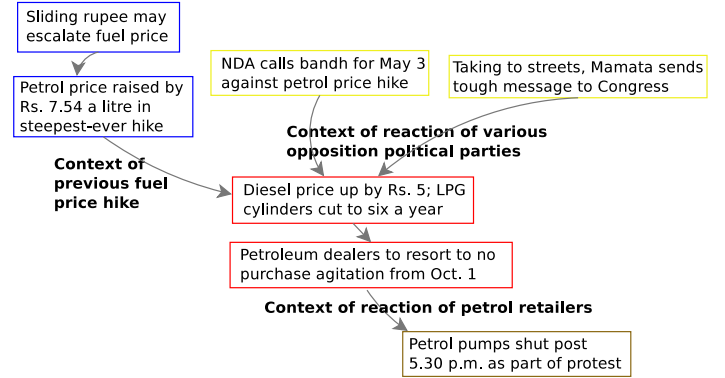 Sliding rupee may
escalate fuel price
NDA calls bandh for May 3
against petrol price hike
Taking to streets, Mamata sends
tough message to Congress
Petrol price raised by
Rs. 7.54 a litre in
steepest-ever hike
Context of reaction of various
opposition political parties
Context of
previous fuel
price hike
Diesel price up by Rs. 5; LPG
cylinders cut to six a year
Petroleum dealers to resort to no
purchase agitation from Oct. 1
Context of reaction of petrol retailers
Petrol pumps shut post
5.30 p.m. as part of protest